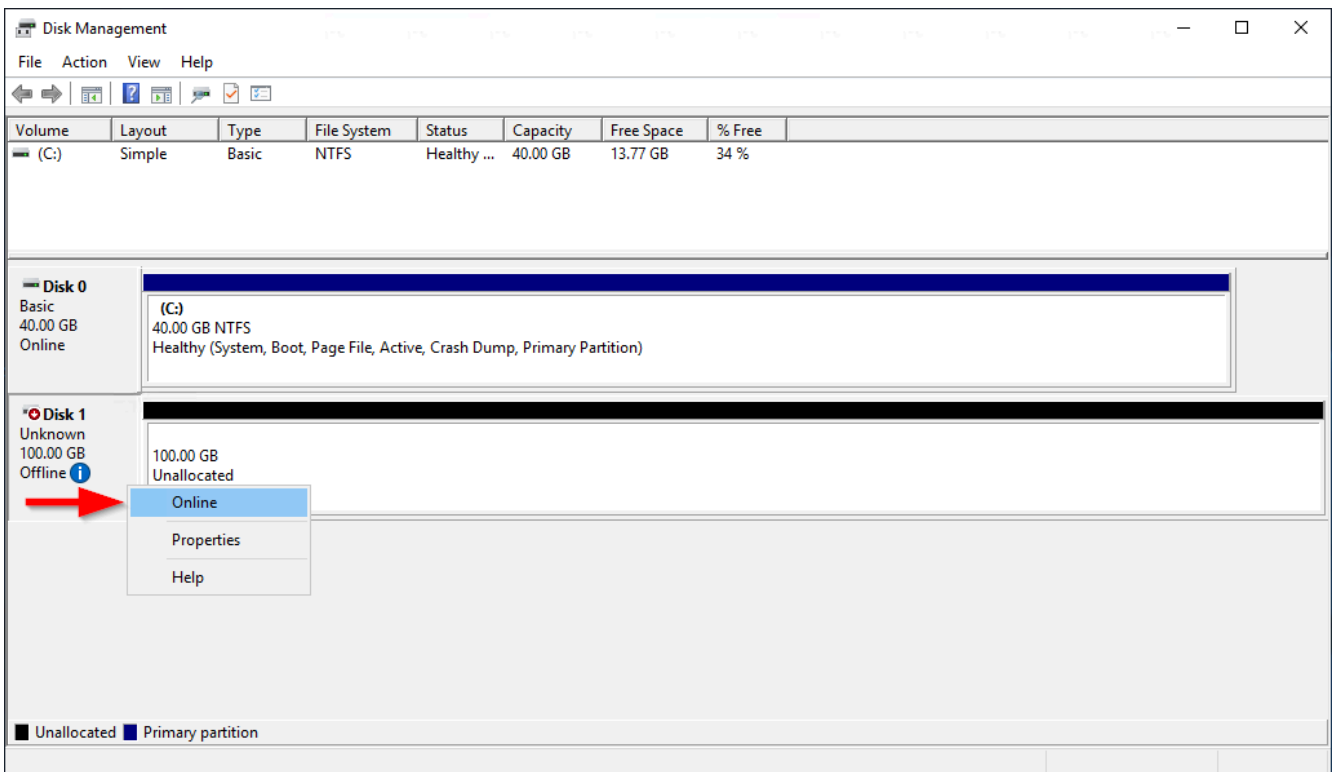 Disk Management
File Action View Help
Volume Layout Type File System Status Capacity Free Space % Free
(C:) Simple Basic NTFS Healthy ... 40.00 GB 13.77 GB 34 %
Disk 0
Basic
40.00 GB
Online
(C:)
40.00 GB NTFS
Healthy (System, Boot, Page File, Active, Crash Dump, Primary Partition)
Disk 1
Unknown
100.00 GB
Offline
100.00 GB
Unallocated
Online
Properties
Help
Unallocated Primary partition